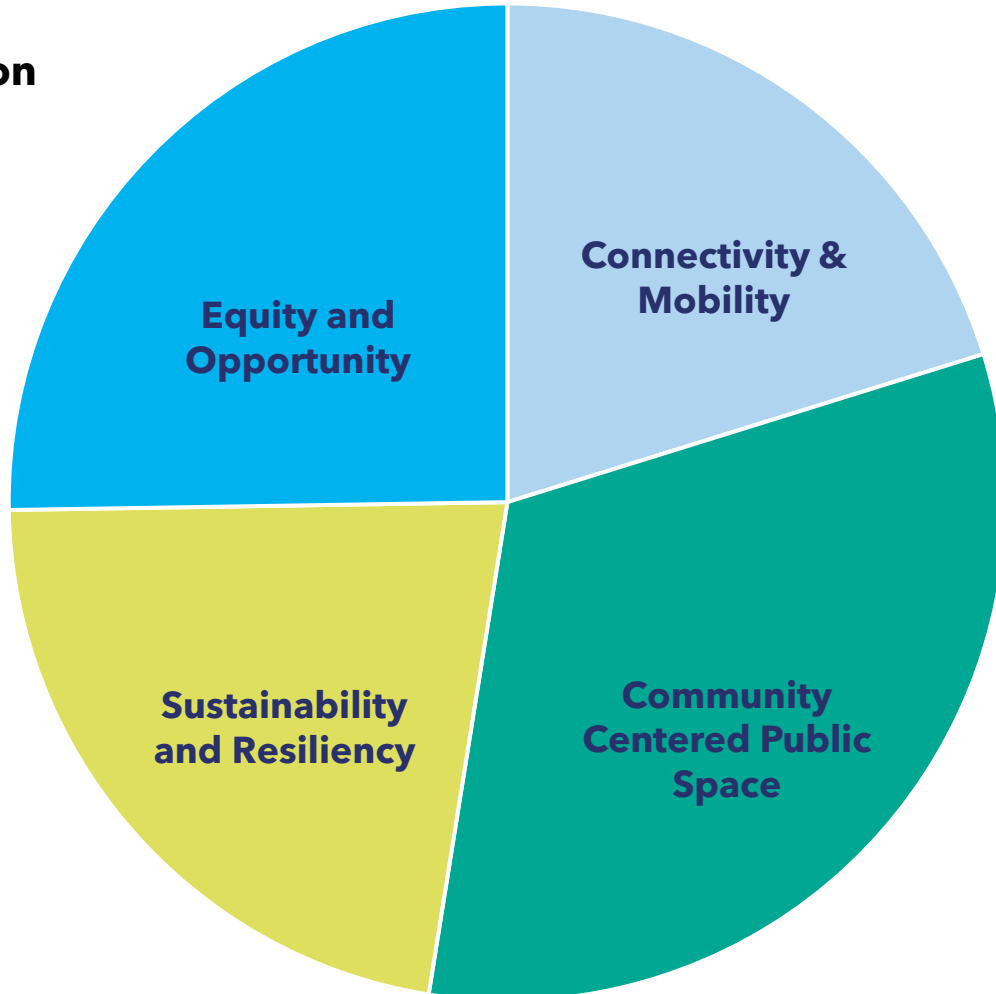 on
Connectivity &
Mobility
Equity and
Opportunity
Sustainability
and Resiliency
Community
Centered Public
Space